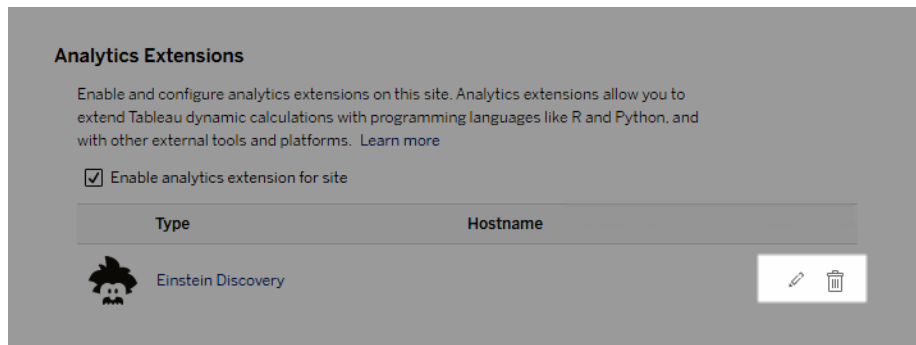 Analytics Extensions
Enable and configure analytics extensions on this site. Analytics extensions allow you to
extend Tableau dynamic calculations with programming languages like R and Python, and
with other external tools and platforms. Learn more
Enable analytics extension for site
Type Hostname
Einstein Discovery